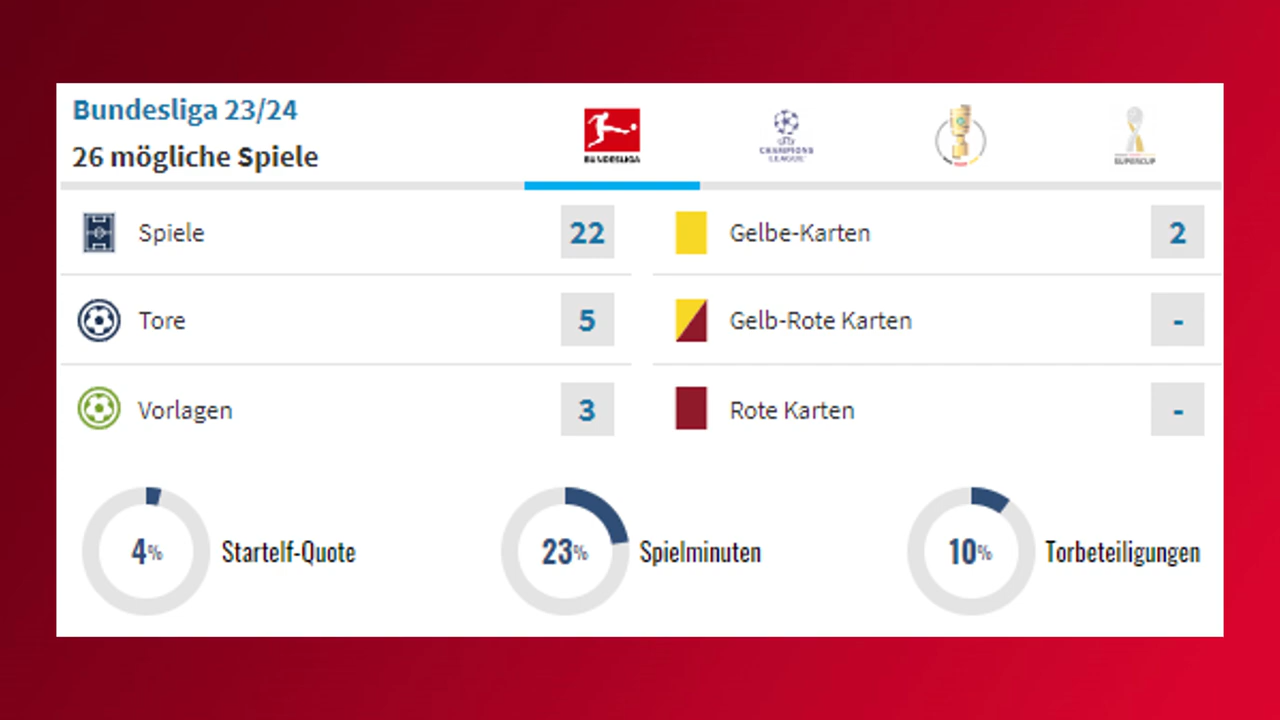 Bundesliga 23/24
26 mögliche Spiele
BUNDESLIGA
UEFA
CHAMPIONS
LEAGUE
SUPERCUP
Spiele 22
Gelbe-Karten 2
Tore 5
Gelb-Rote Karten -
Vorlagen 3
Rote Karten -
4% Startelf-Quote
23% Spielminuten
10% Torbeteiligungen